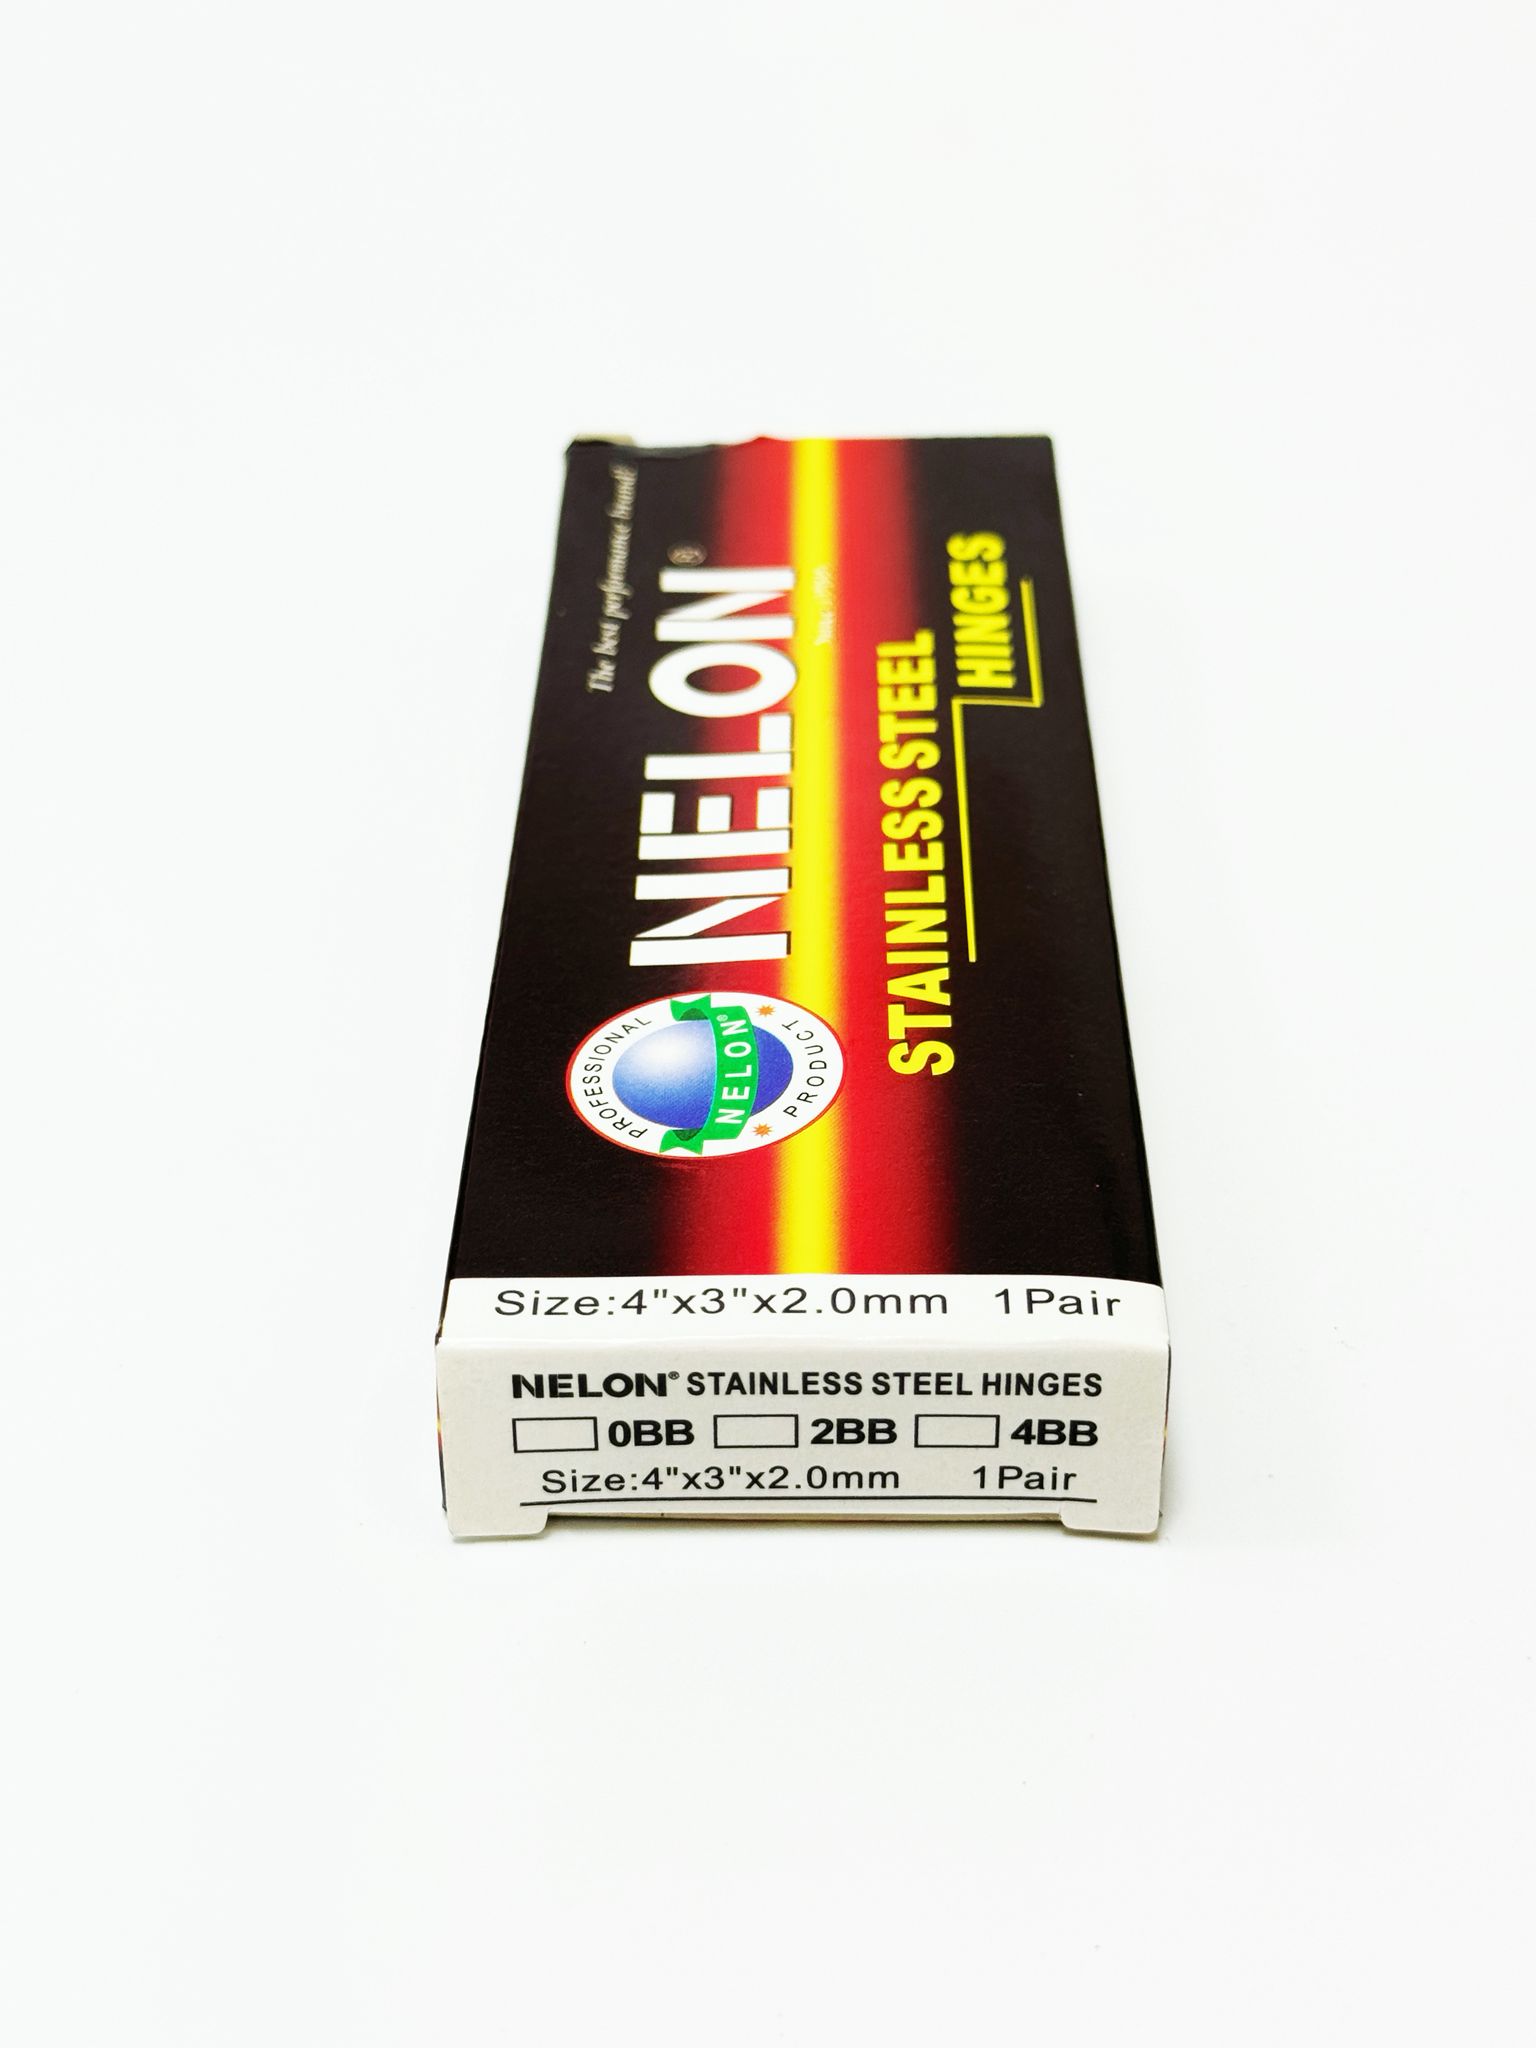 The best performance brand!
NELON®
STAINLESS STEEL
HINGES
PROFESSIONAL
NELON®
PRODUCT
Size:4"x3"x2.0mm 1Pair
NELON® STAINLESS STEEL HINGES
0BB 2BB 4BB
Size:4"x3"x2.0mm 1Pair